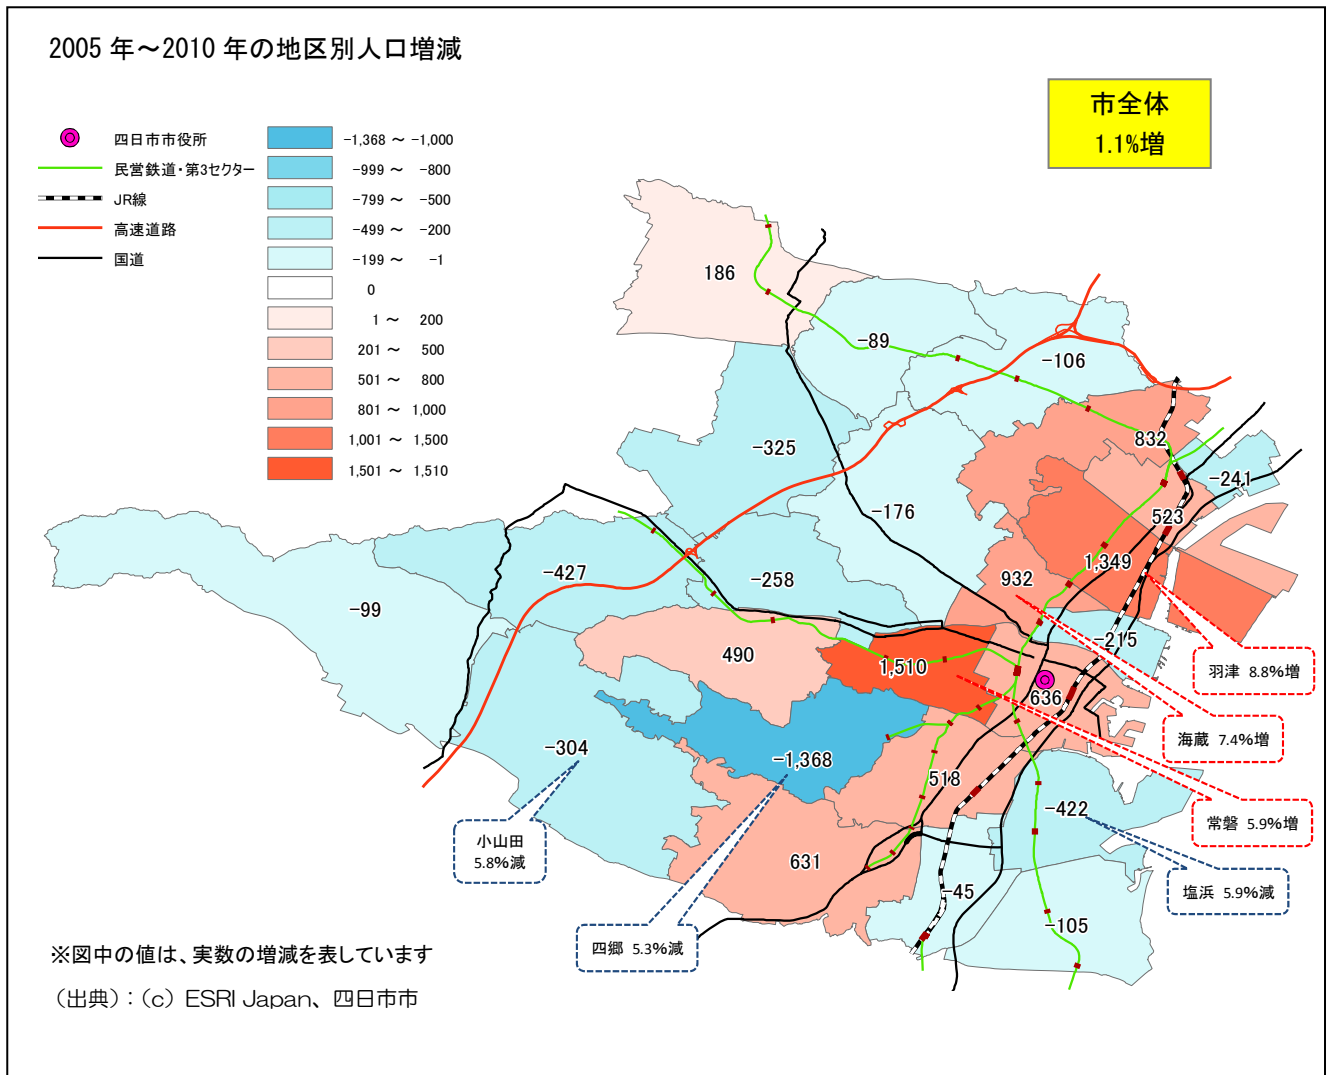 2005 年～2010 年の地区別人口増減
市全体
1.1%増
四日市市役所
民営鉄道・第3セクター
JR線
高速道路
国道
-1,368 ～ -1,000
-999 ～ -800
-799 ～ -500
-499 ～ -200
-199 ～ -1
0
1 ～ 200
201 ～ 500
501 ～ 800
801 ～ 1,000
1,001 ～ 1,500
1,501 ～ 1,510
186
-89
-106
-325
832
-241
-176
523
-427
-258
932
1,349
-99
-215
490
1,510
636
羽津 8.8%増
海蔵 7.4%増
-304
-1,368
518
-422
常磐 5.9%増
小山田
5.8%減
631
-45
塩浜 5.9%減
-105
四郷 5.3%減
※図中の値は、実数の増減を表しています
（出典）：（c）ESRI Japan、四日市市